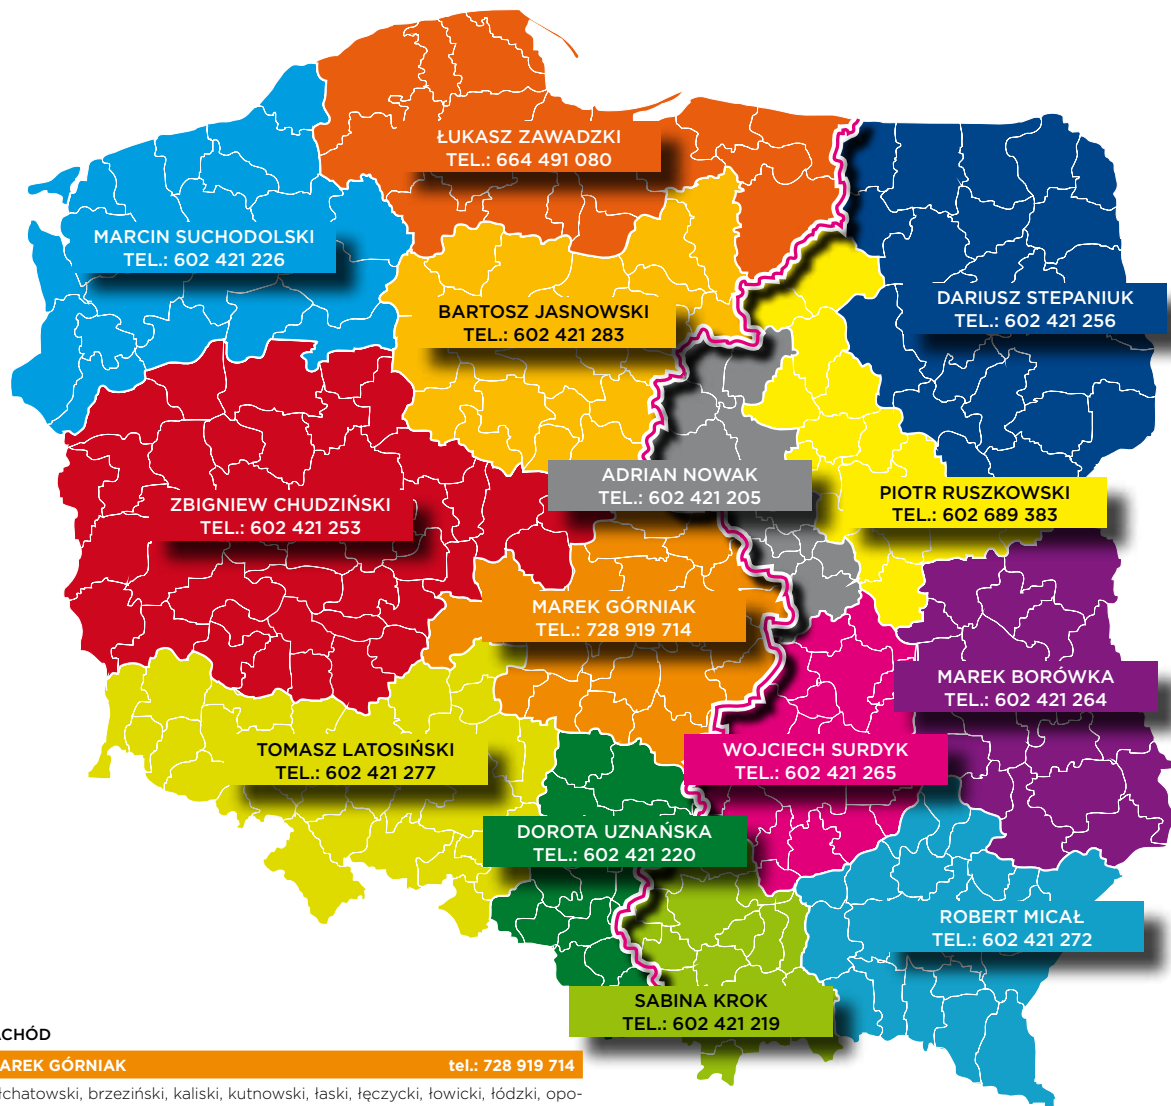 ŁUKASZ ZAWADZKI
TEL.: 664 491 080
MARCIN SUCHODOLSKI
TEL.: 602 421 226
DARIUSZ STEPANIUK
TEL.: 602 421 256
BARTOSZ JASNOWSKI
TEL.: 602 421 283
ADRIAN NOWAK
TEL.: 602 421 205
PIOTR RUSZKOWSKI
TEL.: 602 689 383
ZBIGNIEW CHUDZIŃSKI
TEL.: 602 421 253
MAREK GÓRNIAK
TEL.: 728 919 714
MAREK BORÓWKA
TEL.: 602 421 264
TOMASZ LATOSIŃSKI
TEL.: 602 421 277
WOJCIECH SURDYK
TEL.: 602 421 265
DOROTA UZNAŃSKA
TEL.: 602 421 220
ROBERT MICAŁ
TEL.: 602 421 272
SABINA KROK
TEL.: 602 421 219
ACHÓD
AREK GÓRNIAK tel.: 728 919 714
łchatowski, brzeziński, kaliski, kutnowski, łaski, łęczycki, łowicki, łódzki, opo-